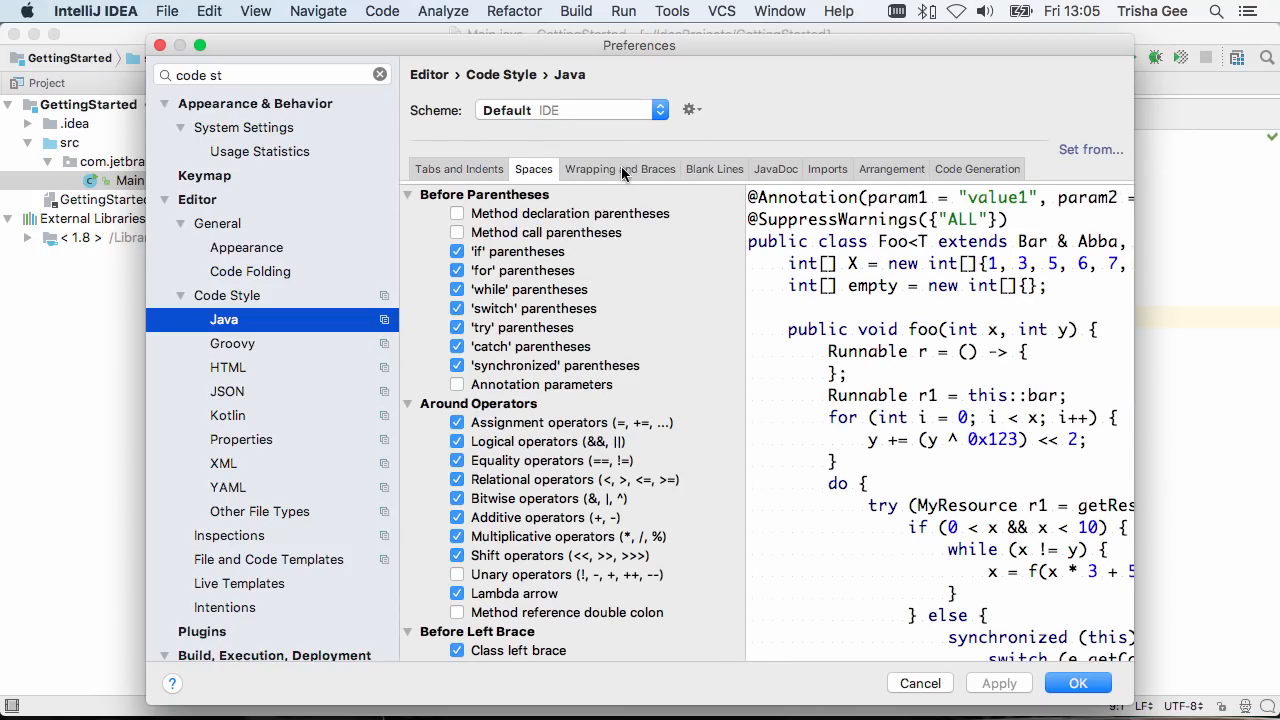 IntelliJ IDEA File Edit View Navigate Code Analyze Refactor Build Run Tools VCS Window Help Fri 13:05 Trisha Gee
Preferences
GettingStarted
Project
GettingStarted
.idea
src
com.jetbra
Main
GettingStarted
External Libraries
< 1.8 > /Libra
code st
Appearance & Behavior
System Settings
Usage Statistics
Keymap
Editor
General
Appearance
Code Folding
Code Style
Java
Groovy
HTML
JSON
Kotlin
Properties
XML
YAML
Other File Types
Inspections
File and Code Templates
Live Templates
Intentions
Plugins
Build, Execution, Deployment
Editor › Code Style › Java
Scheme: Default IDE
Set from...
Tabs and Indents Spaces Wrapping and Braces Blank Lines JavaDoc Imports Arrangement Code Generation
Before Parentheses
Method declaration parentheses
Method call parentheses
'if' parentheses
'for' parentheses
'while' parentheses
'switch' parentheses
'try' parentheses
'catch' parentheses
'synchronized' parentheses
Annotation parameters
Around Operators
Assignment operators (=, +=, ...)
Logical operators (&&, ||)
Equality operators (==, !=)
Relational operators (<, >, <=, >=)
Bitwise operators (&, |, ^)
Additive operators (+, -)
Multiplicative operators (*, /, %)
Shift operators (<<, >>, >>>)
Unary operators (!, -, +, ++, --)
Lambda arrow
Method reference double colon
Before Left Brace
Class left brace
@Annotation(param1 = "value1", param2 =
@SuppressWarnings({"ALL"})
public class Foo<T extends Bar & Abba,
int[] X = new int[]{1, 3, 5, 6, 7,
int[] empty = new int[]{};
public void foo(int x, int y) {
Runnable r = () -> {
};
Runnable r1 = this::bar;
for (int i = 0; i < x; i++) {
y += (y ^ 0x123) << 2;
}
do {
try (MyResource r1 = getRes
if (0 < x && x < 10) {
while (x != y) {
x = f(x * 3 + 5
}
} else {
synchronized (this)
switch (e.getCo
? Cancel Apply OK
9:1 LF÷ UTF-8÷